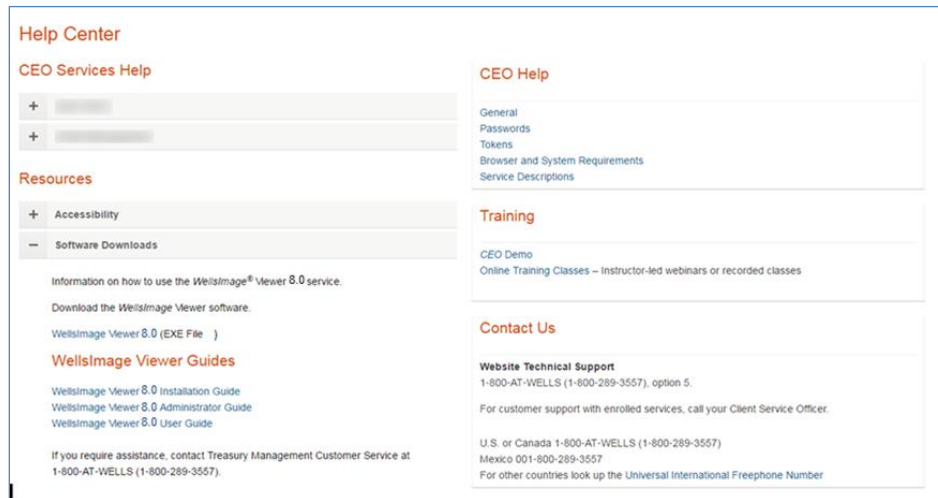 Help Center
CEO Services Help
+
+
Resources
+ Accessibility
− Software Downloads
Information on how to use the WellsImage® Viewer 8.0 service.
Download the WellsImage Viewer software.
WellsImage Viewer 8.0 (EXE File )
WellsImage Viewer Guides
WellsImage Viewer 8.0 Installation Guide
WellsImage Viewer 8.0 Administrator Guide
WellsImage Viewer 8.0 User Guide
If you require assistance, contact Treasury Management Customer Service at
1-800-AT-WELLS (1-800-289-3557).
CEO Help
General
Passwords
Tokens
Browser and System Requirements
Service Descriptions
Training
CEO Demo
Online Training Classes – Instructor-led webinars or recorded classes
Contact Us
Website Technical Support
1-800-AT-WELLS (1-800-289-3557), option 5.
For customer support with enrolled services, call your Client Service Officer.
U.S. or Canada 1-800-AT-WELLS (1-800-289-3557)
Mexico 001-800-289-3557
For other countries look up the Universal International Freephone Number